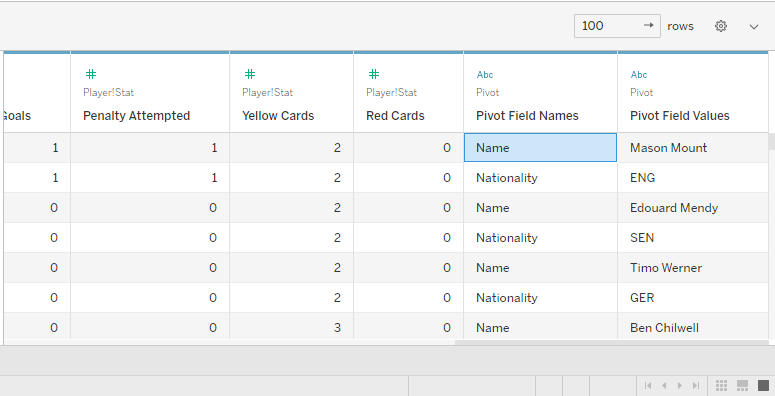 100 → rows
# # # Abc Abc
Player!Stat Player!Stat Player!Stat Pivot Pivot
Goals Penalty Attempted Yellow Cards Red Cards Pivot Field Names Pivot Field Values
1 1 2 0 Name Mason Mount
1 1 2 0 Nationality ENG
0 0 2 0 Name Edouard Mendy
0 0 2 0 Nationality SEN
0 0 2 0 Name Timo Werner
0 0 2 0 Nationality GER
0 0 3 0 Name Ben Chilwell